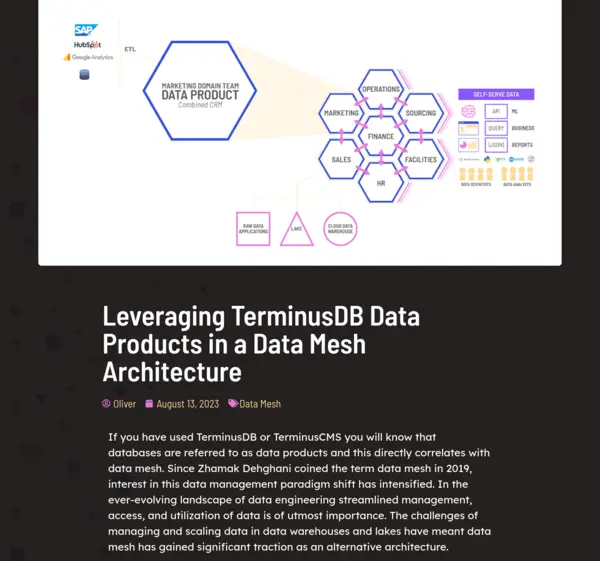 SAP
HubSpot
Google Analytics
ETL
MARKETING DOMAIN TEAM
DATA PRODUCT
Combined CRM
OPERATIONS
MARKETING
SOURCING
FINANCE
SALES
FACILITIES
HR
SELF-SERVE DATA
API
ML
QUERY
BUSINESS
REPORTS
DATA SCIENTISTS
DATA ANALYSTS
RAW DATA
APPLICATIONS
LAKE
CLOUD DATA
WAREHOUSE
Leveraging TerminusDB Data
Products in a Data Mesh
Architecture
Oliver
August 13, 2023
Data Mesh
If you have used TerminusDB or TerminusCMS you will know that
databases are referred to as data products and this directly correlates with
data mesh. Since Zhamak Dehghani coined the term data mesh in 2019,
interest in this data management paradigm shift has intensified. In the
ever-evolving landscape of data engineering streamlined management,
access, and utilization of data is of utmost importance. The challenges of
managing and scaling data in data warehouses and lakes have meant data
mesh has gained significant traction as an alternative architecture.